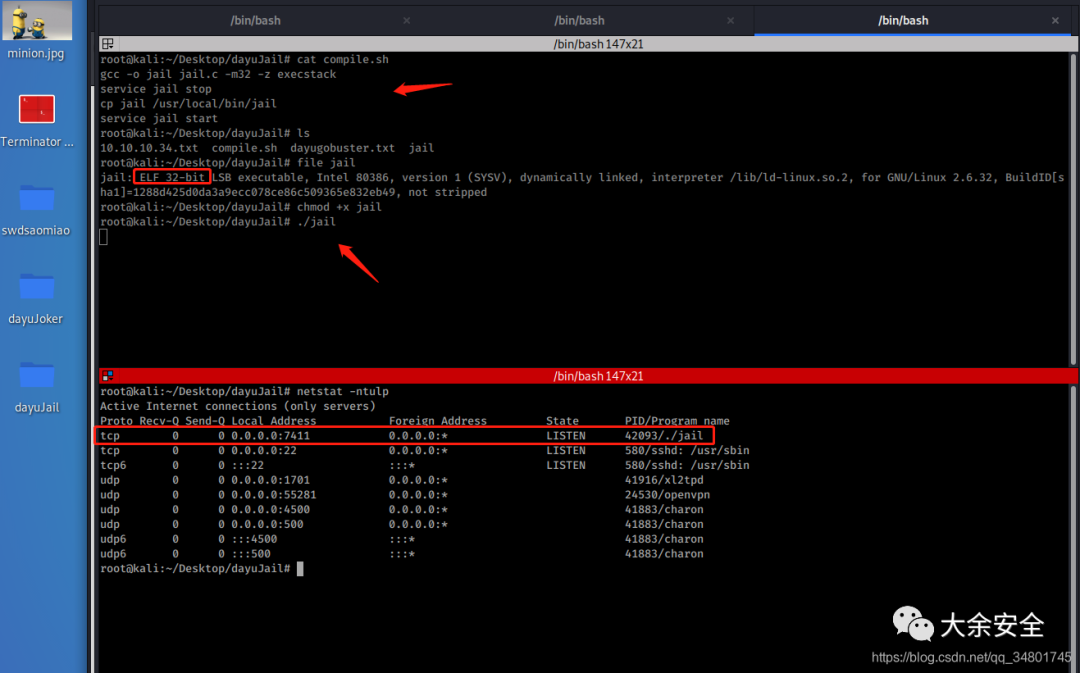 minion.jpg
Terminator ...
swdsaomiao
dayuJoker
dayuJail
/bin/bash × /bin/bash × /bin/bash ×
/bin/bash 147x21
root@kali:~/Desktop/dayuJail# cat compile.sh
gcc -o jail jail.c -m32 -z execstack
service jail stop
cp jail /usr/local/bin/jail
service jail start
root@kali:~/Desktop/dayuJail# ls
10.10.10.34.txt compile.sh dayugobuster.txt jail
root@kali:~/Desktop/dayuJail# file jail
jail: ELF 32-bit LSB executable, Intel 80386, version 1 (SYSV), dynamically linked, interpreter /lib/ld-linux.so.2, for GNU/Linux 2.6.32, BuildID[s
ha1]=1288d425d0da3a9ecc078ce86c509365e832eb49, not stripped
root@kali:~/Desktop/dayuJail# chmod +x jail
root@kali:~/Desktop/dayuJail# ./jail
/bin/bash 147x21
root@kali:~/Desktop/dayuJail# netstat -ntulp
Active Internet connections (only servers)
Proto Recv-Q Send-Q Local Address Foreign Address State PID/Program name
tcp 0 0 0.0.0.0:7411 0.0.0.0:* LISTEN 42093/./jail
tcp 0 0 0.0.0.0:22 0.0.0.0:* LISTEN 580/sshd: /usr/sbin
tcp6 0 0 :::22 :::* LISTEN 580/sshd: /usr/sbin
udp 0 0 0.0.0.0:1701 0.0.0.0:* 41916/xl2tpd
udp 0 0 0.0.0.0:55281 0.0.0.0:* 24530/openvpn
udp 0 0 0.0.0.0:4500 0.0.0.0:* 41883/charon
udp 0 0 0.0.0.0:500 0.0.0.0:* 41883/charon
udp6 0 0 :::4500 :::* 41883/charon
udp6 0 0 :::500 :::* 41883/charon
root@kali:~/Desktop/dayuJail#
大余安全
https://blog.csdn.net/qq_34801745